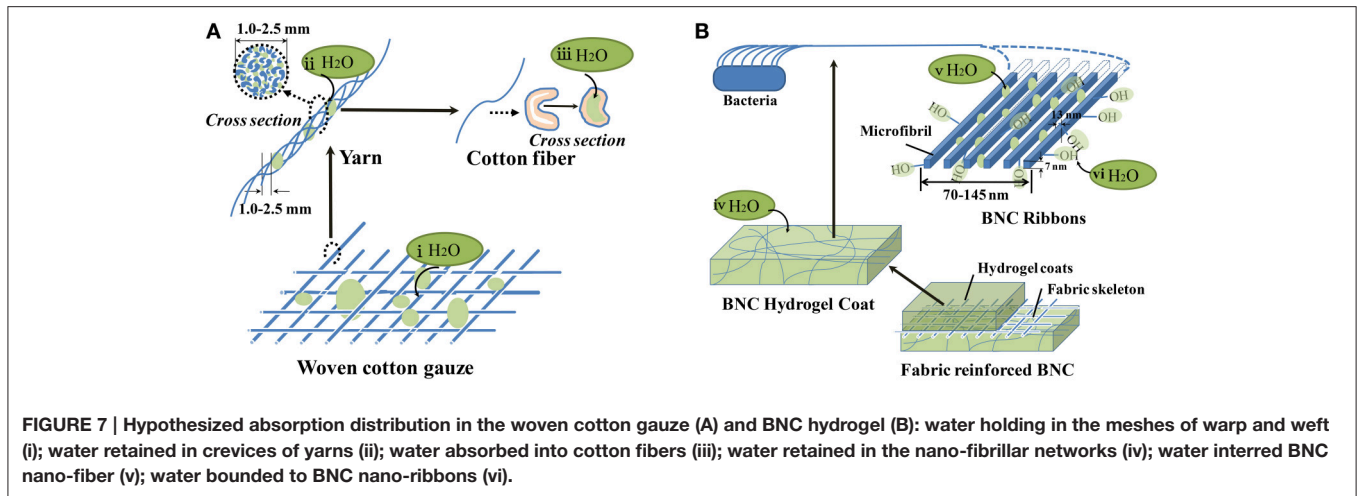 A
1.0-2.5 mm
ii H2O
Cross section
Yarn
1.0-2.5 mm
iii H2O
Cross section
Cotton fiber
i H2O
Woven cotton gauze
B
Bacteria
v H2O
OH
OH
HO
OH
OH
13 nm
Microfibril
OH
OH
HO
HO
OH
7 nm
vi H2O
70-145 nm
BNC Ribbons
iv H2O
BNC Hydrogel Coat
Hydrogel coats
Fabric skeleton
Fabric reinforced BNC
FIGURE 7 | Hypothesized absorption distribution in the woven cotton gauze (A) and BNC hydrogel (B): water holding in the meshes of warp and weft
(i); water retained in crevices of yarns (ii); water absorbed into cotton fibers (iii); water retained in the nano-fibrillar networks (iv); water interred BNC
nano-fiber (v); water bounded to BNC nano-ribbons (vi).